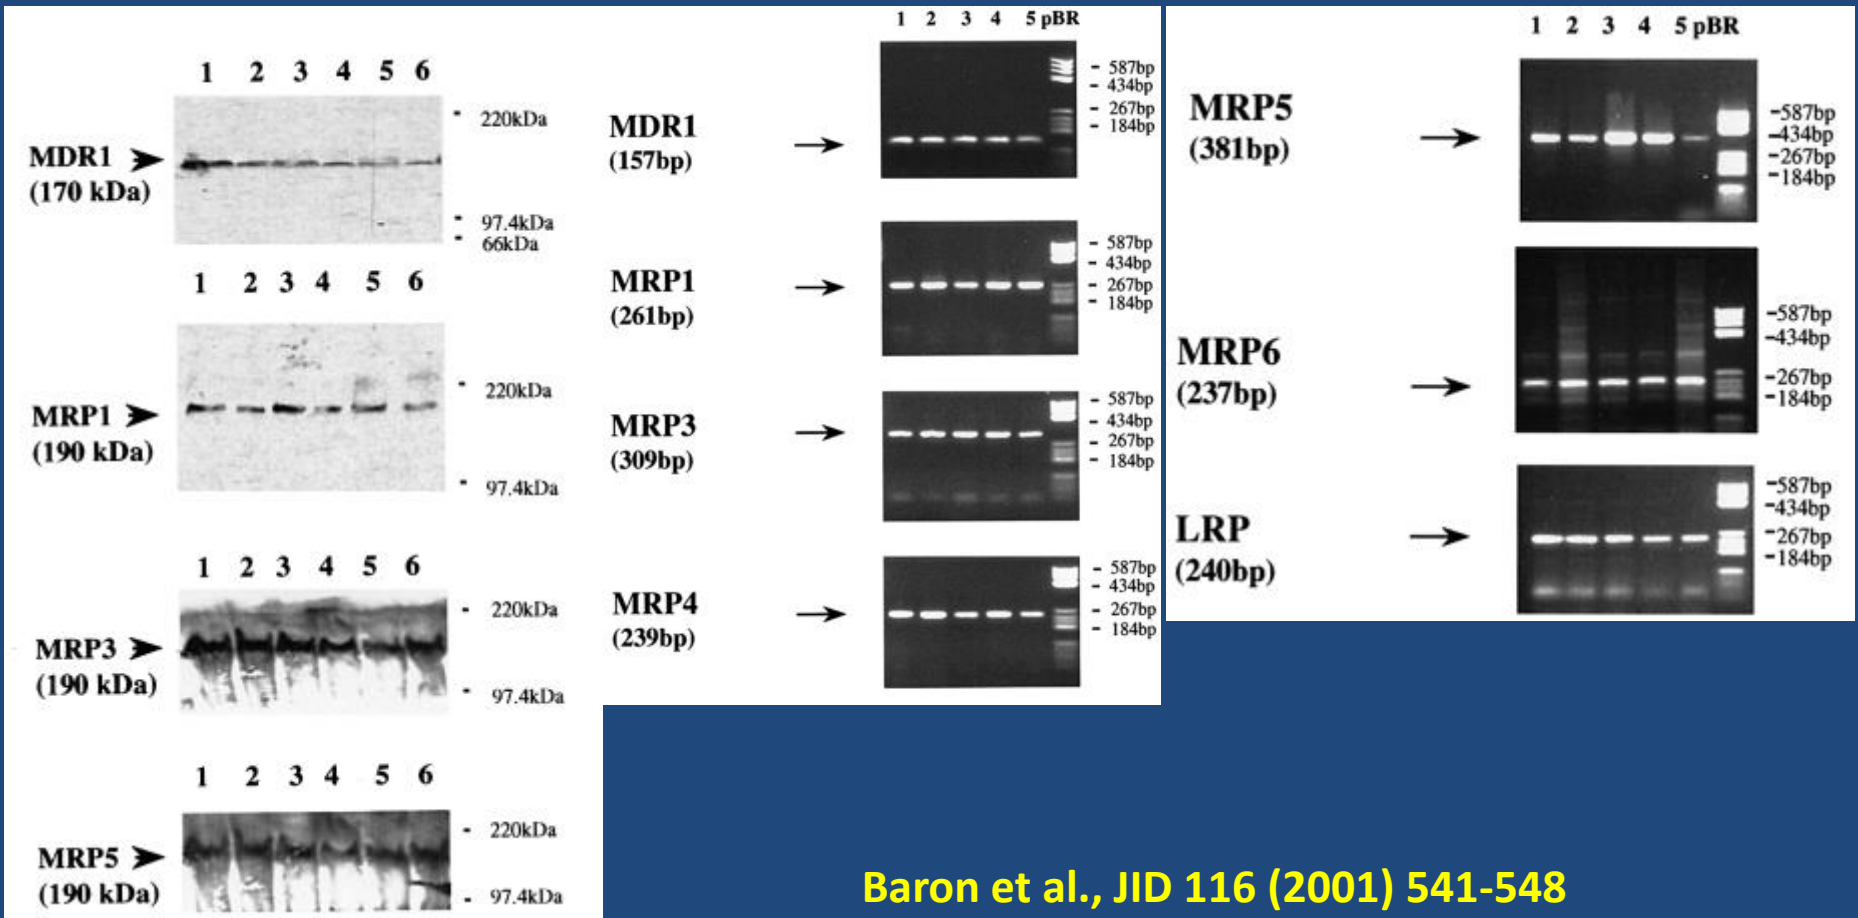 1 2 3 4 5 6
MDR1
(170 kDa)
- 220kDa
- 97.4kDa
- 66kDa
1 2 3 4 5 6
MRP1
(190 kDa)
- 220kDa
- 97.4kDa
1 2 3 4 5 6
MRP3
(190 kDa)
- 220kDa
- 97.4kDa
1 2 3 4 5 6
MRP5
(190 kDa)
- 220kDa
- 97.4kDa
1 2 3 4 5 pBR
MDR1
(157bp)
- 587bp
- 434bp
- 267bp
- 184bp
MRP1
(261bp)
- 587bp
- 434bp
- 267bp
- 184bp
MRP3
(309bp)
- 587bp
- 434bp
- 267bp
- 184bp
MRP4
(239bp)
- 587bp
- 434bp
- 267bp
- 184bp
1 2 3 4 5 pBR
MRP5
(381bp)
-587bp
-434bp
-267bp
-184bp
MRP6
(237bp)
-587bp
-434bp
-267bp
-184bp
LRP
(240bp)
-587bp
-434bp
-267bp
-184bp
Baron et al., JID 116 (2001) 541-548